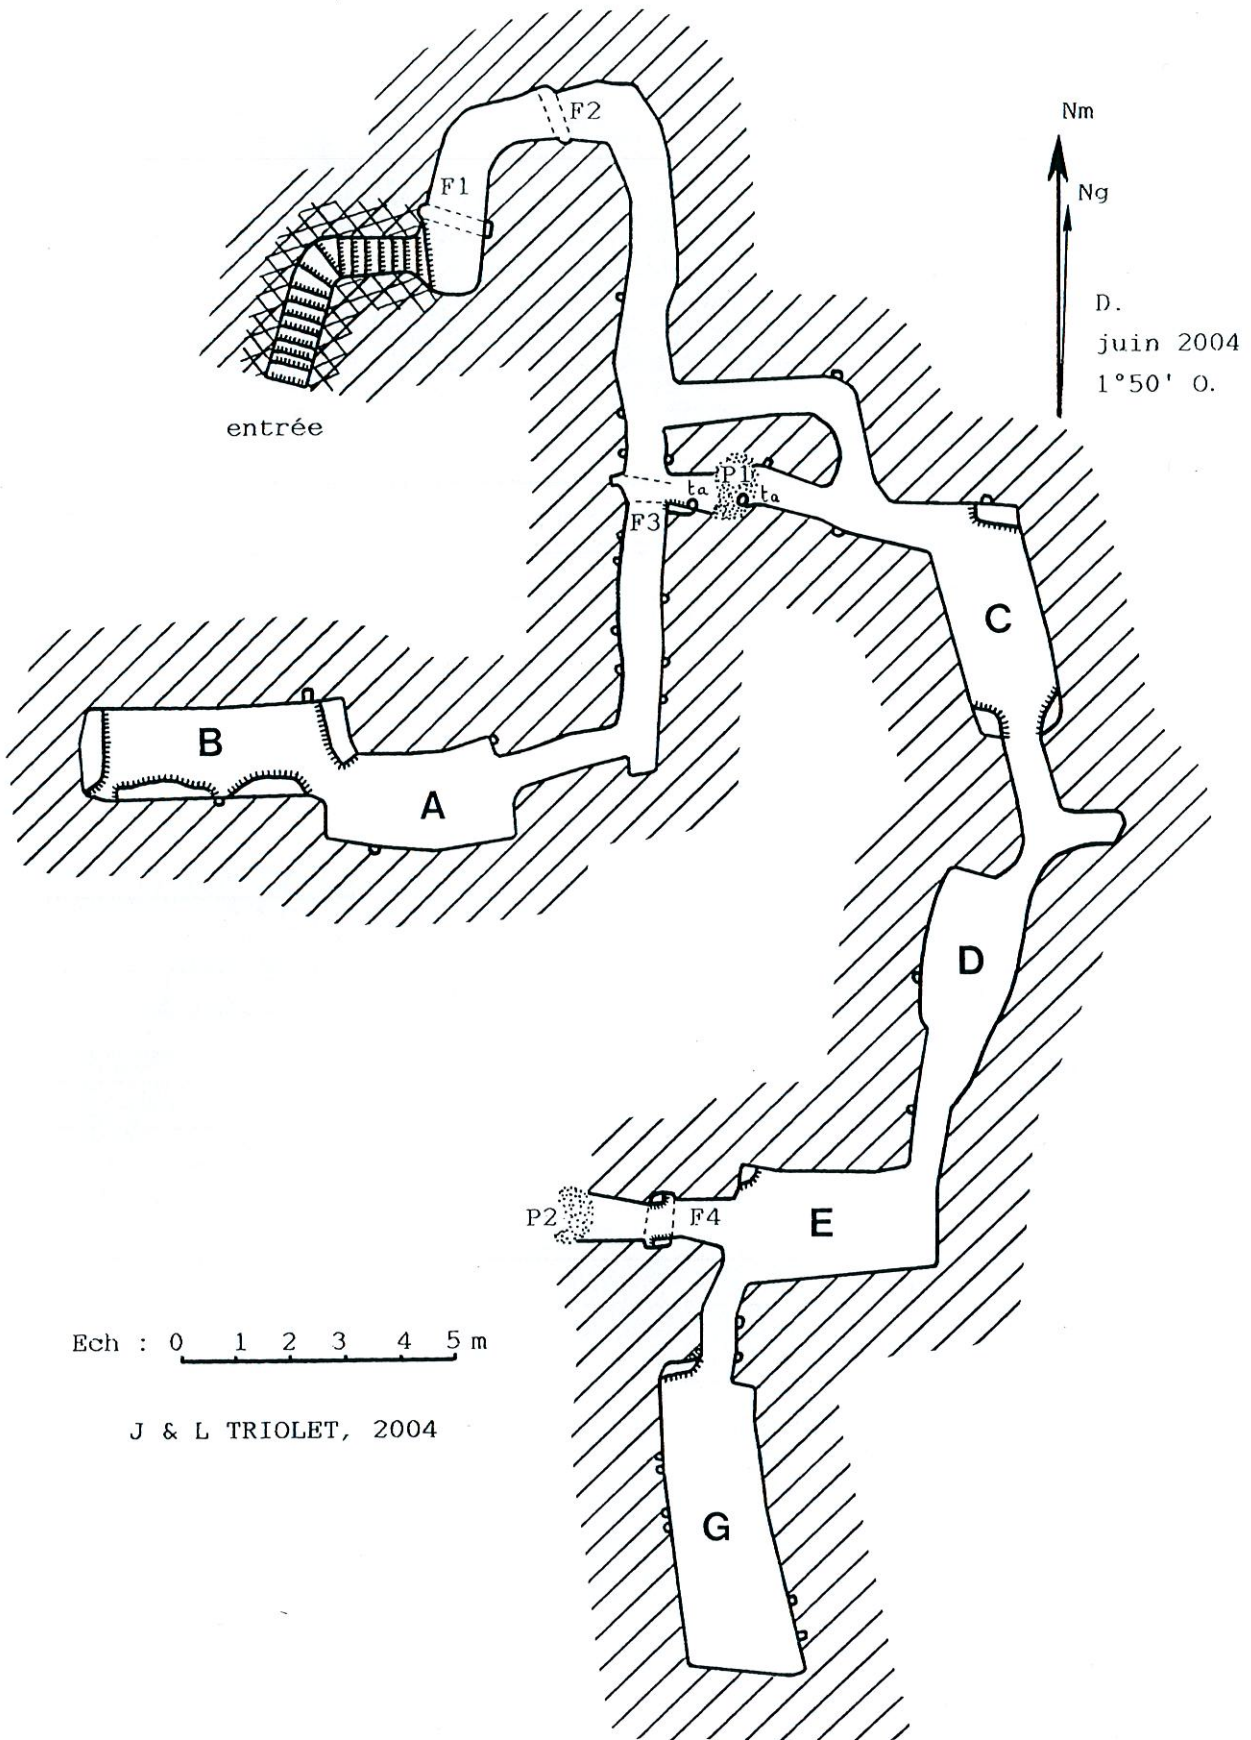 Nm
F2
Ng
F1
D.
juin 2004
1°50' O.
entrée
P1
ta
ta
F3
C
B
A
D
P2
F4
E
Ech : 0 1 2 3 4 5 m
J & L TRIOLET, 2004
G